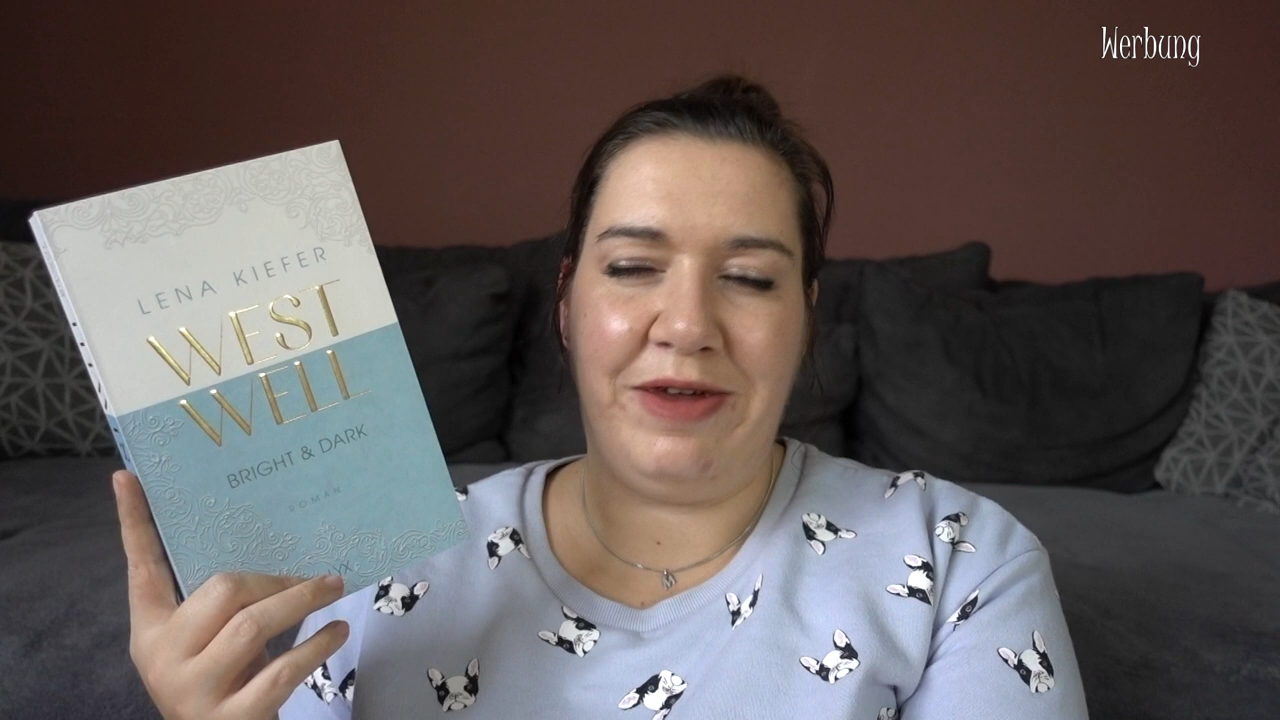 Werbung
LENA KIEFER
WEST
WELL
BRIGHT & DARK
ROMAN
LYX